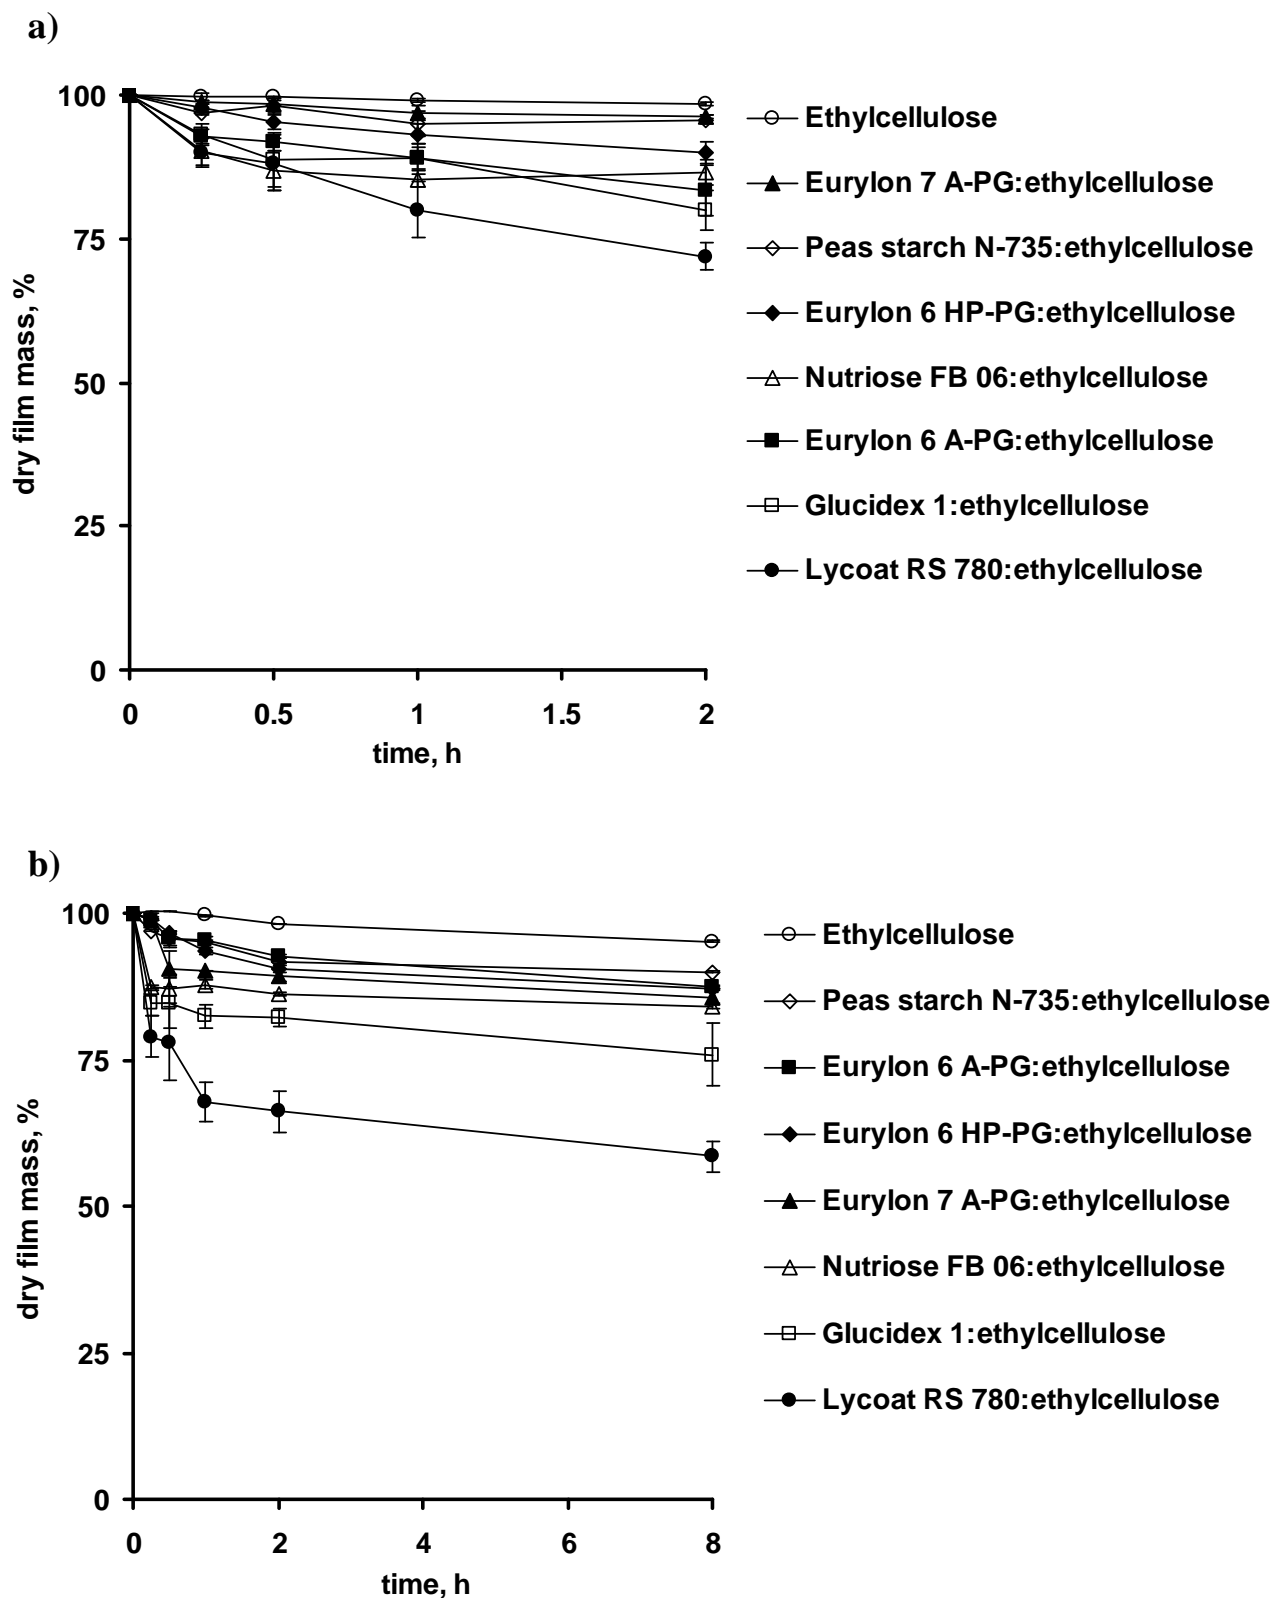 a)
100
75
50
25
0
dry film mass, %
0 0.5 1 1.5 2
time, h
Ethylcellulose
Eurylon 7 A-PG:ethylcellulose
Peas starch N-735:ethylcellulose
Eurylon 6 HP-PG:ethylcellulose
Nutriose FB 06:ethylcellulose
Eurylon 6 A-PG:ethylcellulose
Glucidex 1:ethylcellulose
Lycoat RS 780:ethylcellulose
b)
100
75
50
25
0
dry film mass, %
0 2 4 6 8
time, h
Ethylcellulose
Peas starch N-735:ethylcellulose
Eurylon 6 A-PG:ethylcellulose
Eurylon 6 HP-PG:ethylcellulose
Eurylon 7 A-PG:ethylcellulose
Nutriose FB 06:ethylcellulose
Glucidex 1:ethylcellulose
Lycoat RS 780:ethylcellulose